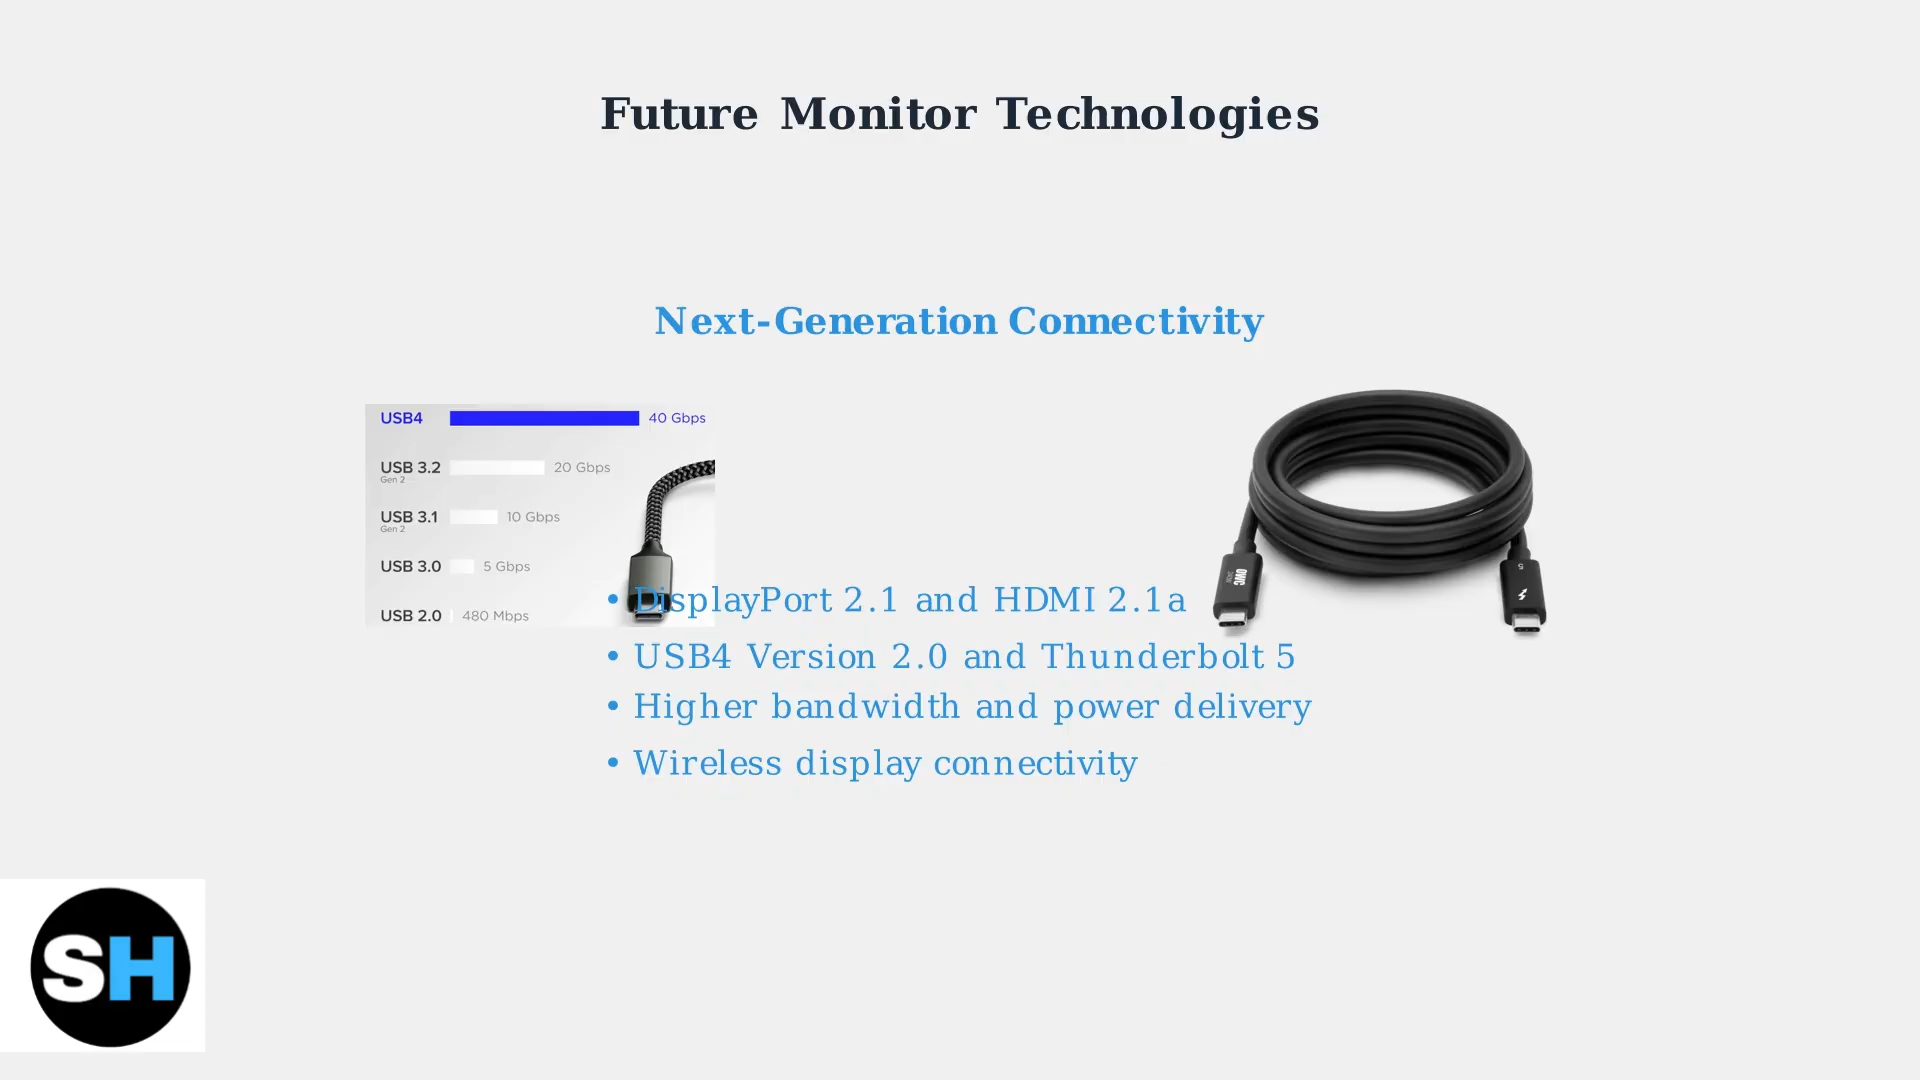 Future Monitor Technologies
Next-Generation Connectivity
USB4 40 Gbps
USB 3.2 20 Gbps
Gen 2
USB 3.1 10 Gbps
Gen 2
USB 3.0 5 Gbps
USB 2.0 480 Mbps
OWC
5
• DisplayPort 2.1 and HDMI 2.1a
• USB4 Version 2.0 and Thunderbolt 5
• Higher bandwidth and power delivery
• Wireless display connectivity
SH